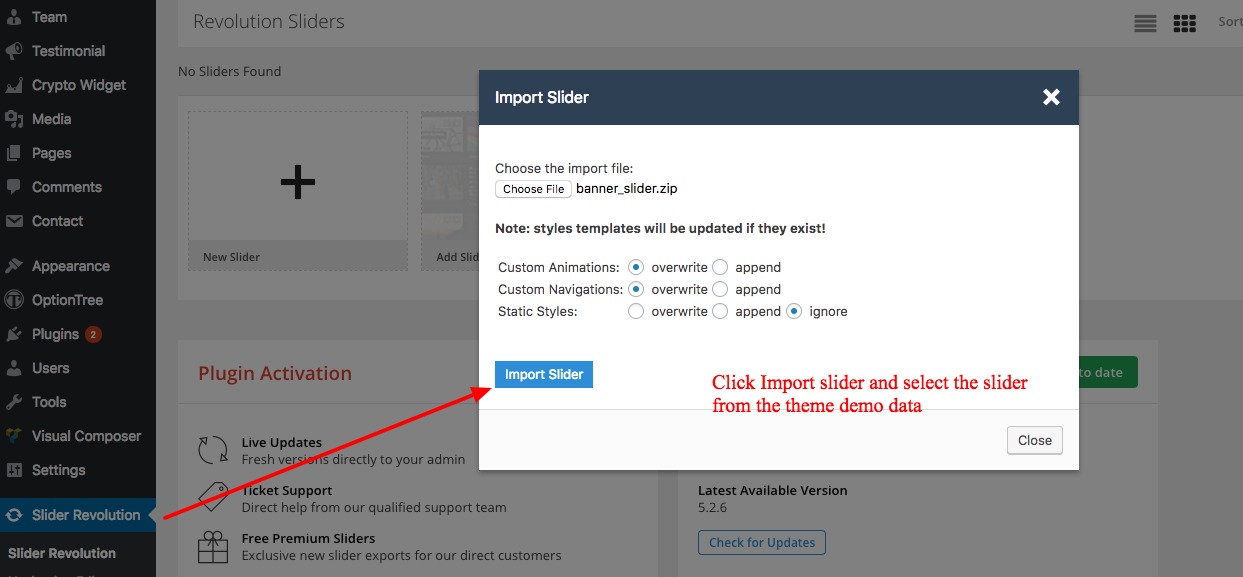 Team
Testimonial
Crypto Widget
Media
Pages
Comments
Contact
Appearance
OptionTree
Plugins 2
Users
Tools
Visual Composer
Settings
Slider Revolution
Slider Revolution
Revolution Sliders
Sort
No Sliders Found
New Slider
Add Slid
Import Slider
Choose the import file:
Choose File banner_slider.zip
Note: styles templates will be updated if they exist!
Custom Animations: overwrite append
Custom Navigations: overwrite append
Static Styles: overwrite append ignore
Import Slider
Click Import slider and select the slider
from the theme demo data
Close
Plugin Activation
to date
Live Updates
Fresh versions directly to your admin
Ticket Support
Direct help from our qualified support team
Free Premium Sliders
Exclusive new slider exports for our direct customers
Latest Available Version
5.2.6
Check for Updates